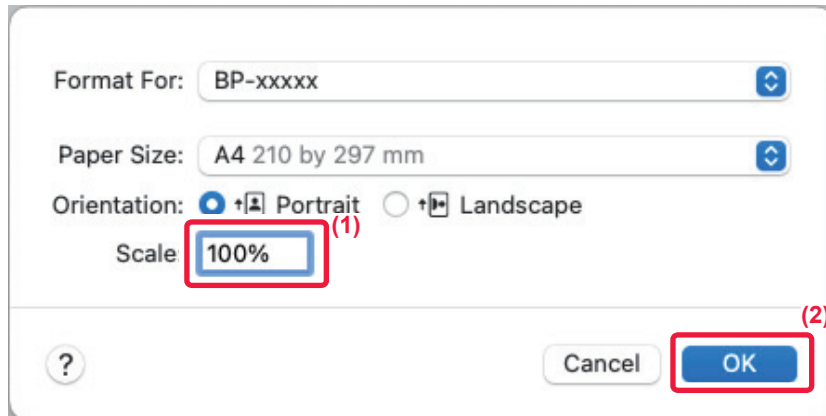 Format For: BP-xxxxx
Paper Size: A4 210 by 297 mm
Orientation: Portrait Landscape
(1)
Scale 100%
(2)
? Cancel OK